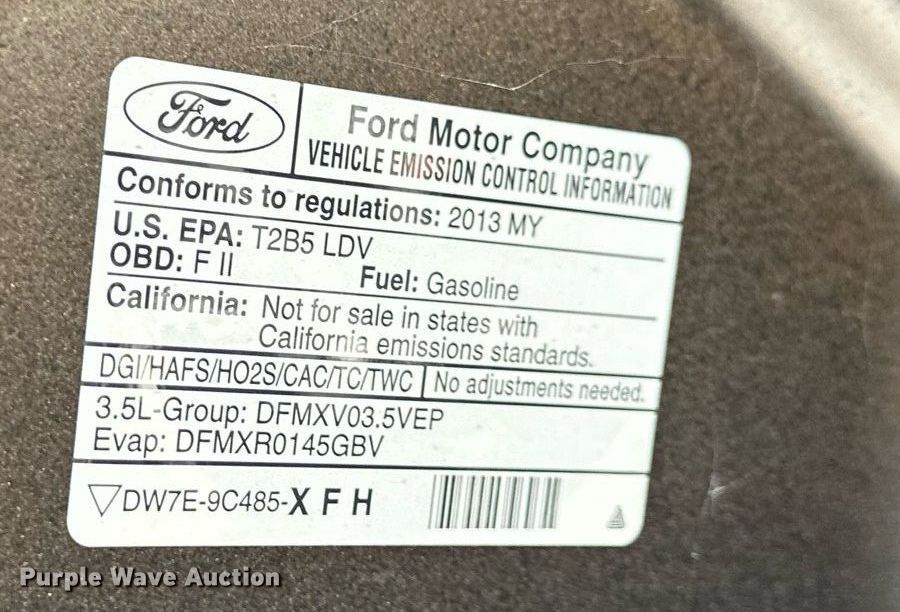 Ford
Ford Motor Company
VEHICLE EMISSION CONTROL INFORMATION
Conforms to regulations: 2013 MY
U.S. EPA: T2B5 LDV
OBD: F II Fuel: Gasoline
California: Not for sale in states with
California emissions standards.
DGI/HAFS/HO2S/CAC/TC/TWC No adjustments needed.
3.5L-Group: DFMXV03.5VEP
Evap: DFMXR0145GBV
DW7E-9C485-X F H
Purple Wave Auction